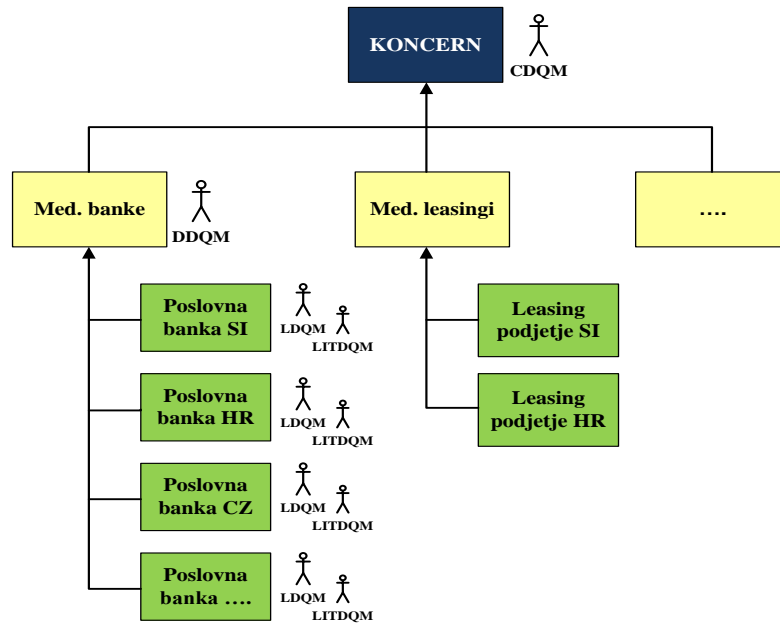 KONCERN
CDQM
Med. banke
DDQM
Med. leasingi
....
Poslovna
banka SI
LDQM
LITDQM
Leasing
podjetje SI
Poslovna
banka HR
LDQM
LITDQM
Leasing
podjetje HR
Poslovna
banka CZ
LDQM
LITDQM
Poslovna
banka ....
LDQM
LITDQM